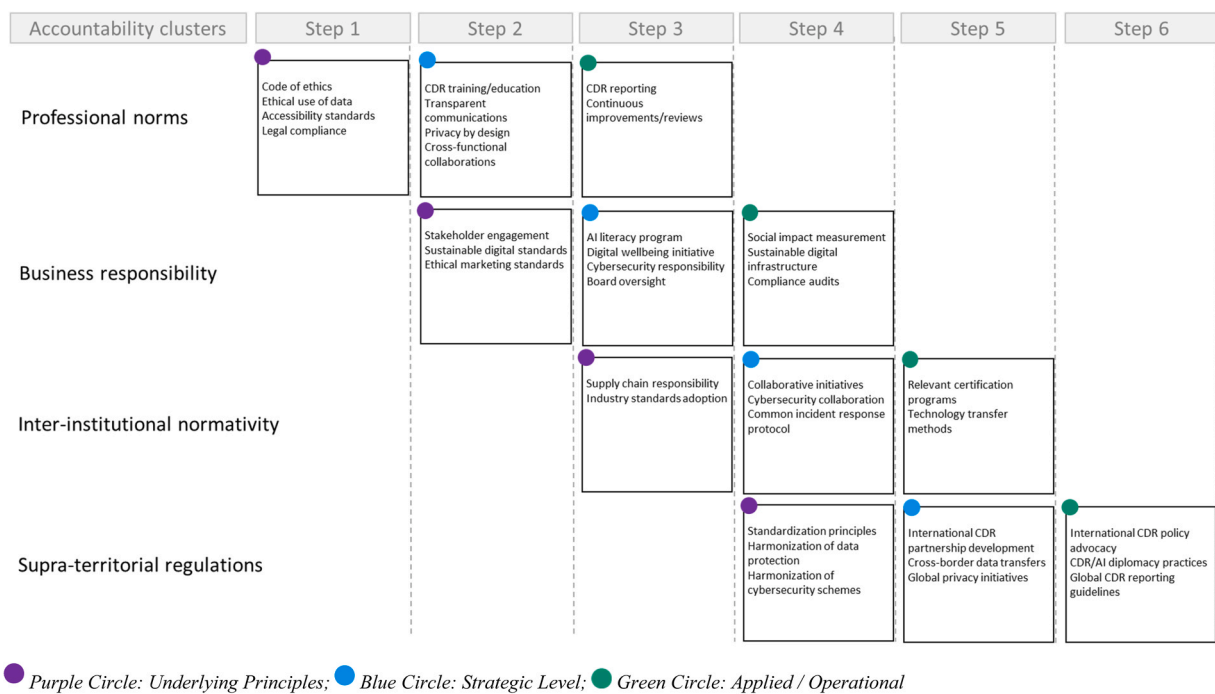 Accountability clusters
Step 1
Step 2
Step 3
Step 4
Step 5
Step 6
Professional norms
Code of ethics
Ethical use of data
Accessibility standards
Legal compliance
CDR training/education
Transparent
communications
Privacy by design
Cross-functional
collaborations
CDR reporting
Continuous
improvements/reviews
Business responsibility
Stakeholder engagement
Sustainable digital standards
Ethical marketing standards
AI literacy program
Digital wellbeing initiative
Cybersecurity responsibility
Board oversight
Social impact measurement
Sustainable digital
infrastructure
Compliance audits
Inter-institutional normativity
Supply chain responsibility
Industry standards adoption
Collaborative initiatives
Cybersecurity collaboration
Common incident response
protocol
Relevant certification
programs
Technology transfer
methods
Supra-territorial regulations
Standardization principles
Harmonization of data
protection
Harmonization of
cybersecurity schemes
International CDR
partnership development
Cross-border data transfers
Global privacy initiatives
International CDR policy
advocacy
CDR/AI diplomacy practices
Global CDR reporting
guidelines
Purple Circle: Underlying Principles; Blue Circle: Strategic Level; Green Circle: Applied / Operational